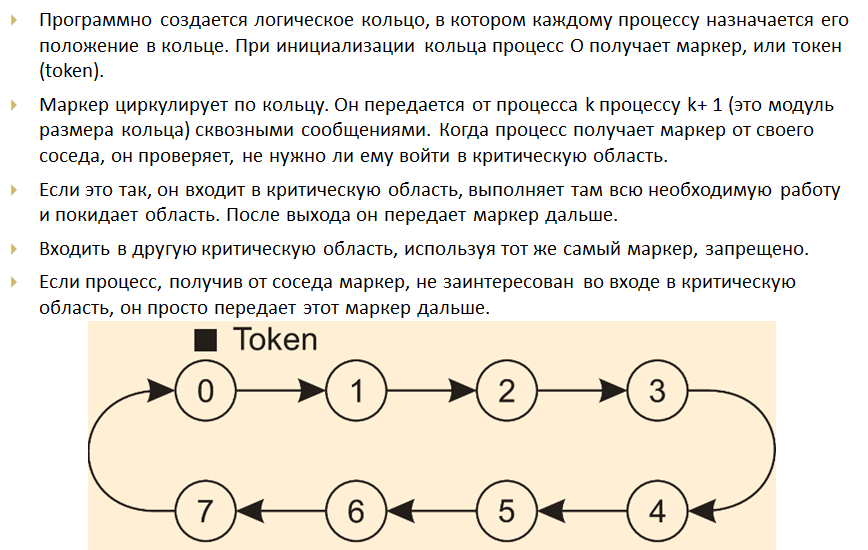 Программно создается логическое кольцо, в котором каждому процессу назначается его
положение в кольце. При инициализации кольца процесс О получает маркер, или токен
(token).
Маркер циркулирует по кольцу. Он передается от процесса k процессу k+ 1 (это модуль
размера кольца) сквозными сообщениями. Когда процесс получает маркер от своего
соседа, он проверяет, не нужно ли ему войти в критическую область.
Если это так, он входит в критическую область, выполняет там всю необходимую работу
и покидает область. После выхода он передает маркер дальше.
Входить в другую критическую область, используя тот же самый маркер, запрещено.
Если процесс, получив от соседа маркер, не заинтересован во входе в критическую
область, он просто передает этот маркер дальше.
Token
0 1 2 3
7 6 5 4